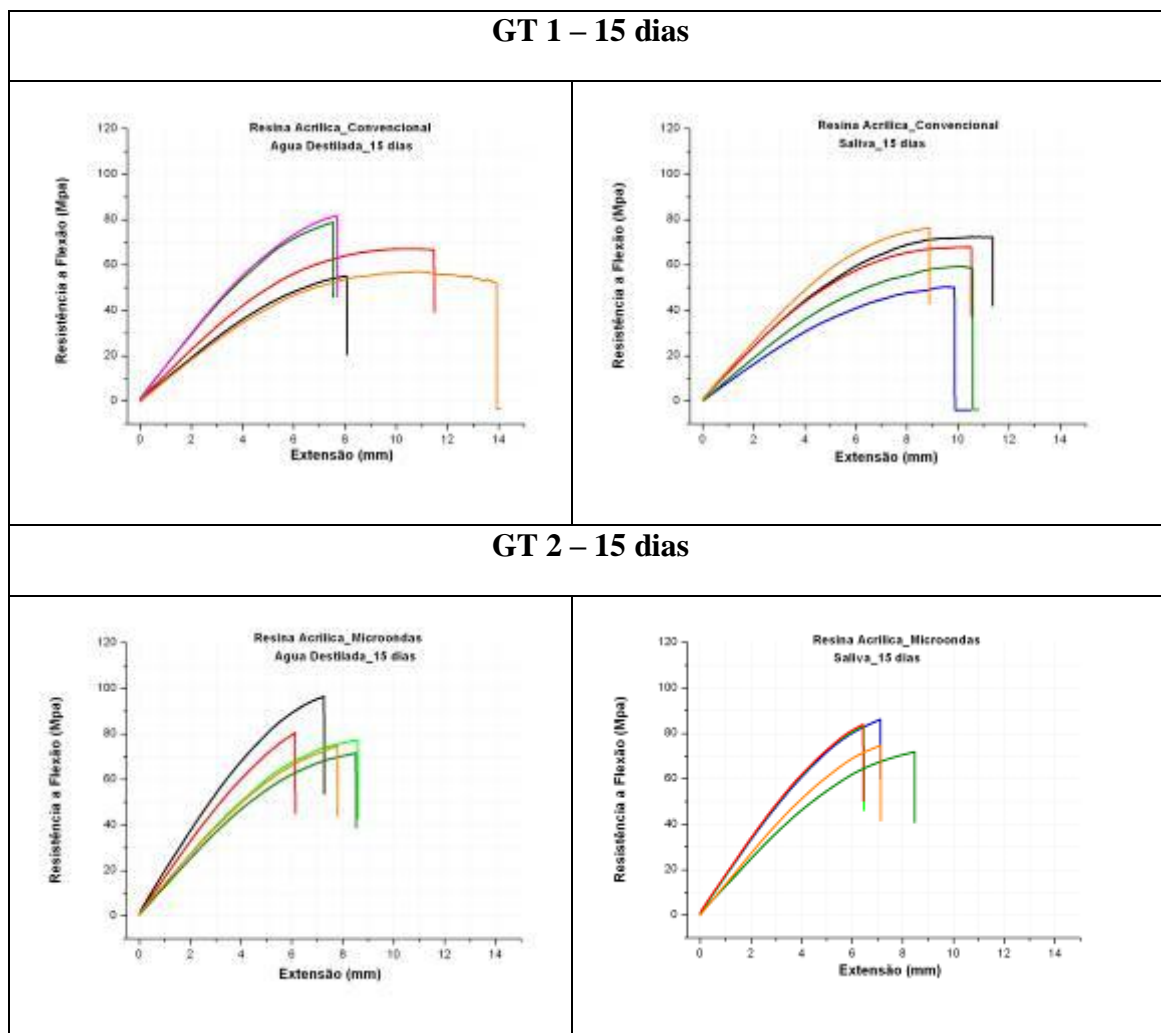 GT 1 – 15 dias
Resina Acrílica_Convencional
Agua Destilada_15 dias
Resistência a Flexão (Mpa)
120
100
80
60
40
20
0
0 2 4 6 8 10 12 14
Extensão (mm)
Resina Acrílica_Convencional
Saliva_15 dias
Resistência a Flexão (Mpa)
120
100
80
60
40
20
0
0 2 4 6 8 10 12 14
Extensão (mm)
GT 2 – 15 dias
Resina Acrílica_Microondas
Agua Destilada_15 dias
Resistência a Flexão (Mpa)
120
100
80
60
40
20
0
0 2 4 6 8 10 12 14
Extensão (mm)
Resina Acrílica_Microondas
Saliva_15 dias
Resistência a Flexão (Mpa)
120
100
80
60
40
20
0
0 2 4 6 8 10 12 14
Extensão (mm)